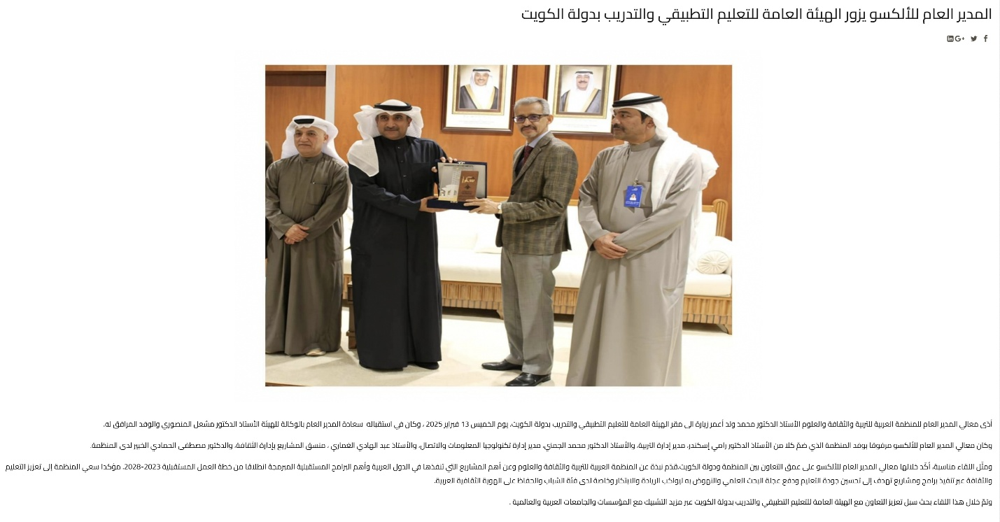 المدير العام للألكسو يزور الهيئة العامة للتعليم التطبيقي والتدريب بدولة الكويت
شكرا
أدّى معالي المدير العام للمنظمة العربية للتربية والثقافة والعلوم الأستاذ الدكتور محمد ولد أعمر زيارة الى مقر الهيئة العامة للتعليم التطبيقي والتدريب بدولة الكويت، يوم الخميس 13 فبراير 2025 ، وكان في استقباله سعادة المدير العام بالوكالة للهيئة الأستاذ الدكتور مشعل المنصوري والوفد المرافق له.
وكان معالي المدير العام للألكسو مرفوقا بوفد المنظمة الذي ضمّ كلا من الأستاذ الدكتور رامي إسكندر، مدير إدارة التربية، والأستاذ الدكتور محمد الجمني، مدير إدارة تكنولوجيا المعلومات والاتصال، والأستاذ عبد الهادي الغماري ، منسق المشاريع بإدارة الثقافة، والدكتور مصطفى الحمادي الخبير لدى المنظمة.
ومثّل اللقاء مناسبة، أكّد خلالها معالي المدير العام للألكسو على عمق التعاون بين المنظمة ودولة الكويت.قدّم نبذة عن المنظمة العربية للتربية والثقافة والعلوم وعن أهم المشاريع التي تنفذها في الدول العربية وأهم البرامج المستقبلية المبرمجة انطلاقا من خطة العمل المستقبلية 2023-2028. مؤكدا سعي المنظمة إلى تعزيز التعليم
والثقافة عبر تنفيذ برامج ومشاريع تهدف إلى تحسين جودة التعليم ودفع عجلة البحث العلمي والنهوض به ليواكب الريادة والابتكار وخاصة لدى فئة الشباب والحفاظ على الهوية الثقافية العربية.
وتمّ خلال هذا اللقاء بحث سبل تعزيز التعاون مع الهيئة العامة للتعليم التطبيقي والتدريب بدولة الكويت عبر مزيد التشبيك مع المؤسسات والجامعات العربية والعالمية .